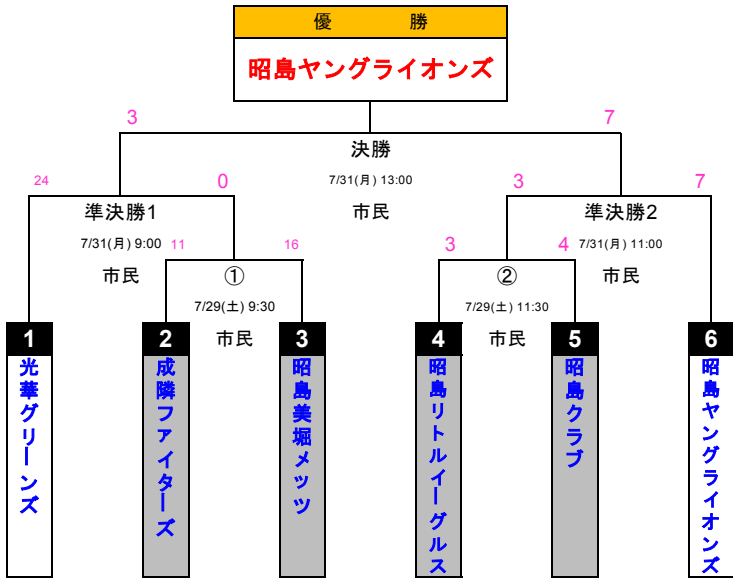 優　　　勝
昭島ヤングライオンズ
3
7
決勝
7/31(月) 13:00
市民
24
0
準決勝1
7/31(月) 9:00
市民
3
7
準決勝2
7/31(月) 11:00
市民
11
16
①
7/29(土) 9:30
市民
3
4
②
7/29(土) 11:30
市民
1
光華グリーンズ
2
成隣ファイターズ
3
昭島美堀メッツ
4
昭島リトルイーグルス
5
昭島クラブ
6
昭島ヤングライオンズ